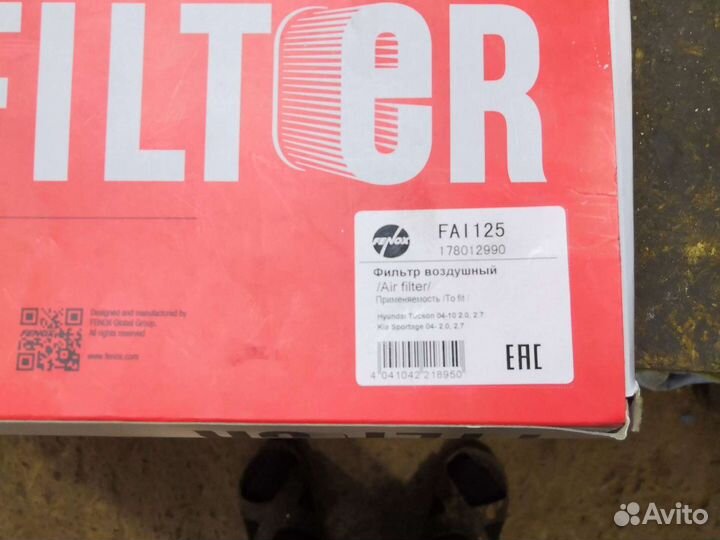 FILTER
FENOX
FAI125
178012990
Фильтр воздушный
/Air filter/
Применяемость /To fit /
Hyundai Tucson 04-10 2.0, 2.7
Kia Sportage 04- 2.0, 2.7
4 041042 218950
EAC
Designed and manufactured by
FENOX Global Group.
All rights reserved
www.fenox.com
FENOX
Avito